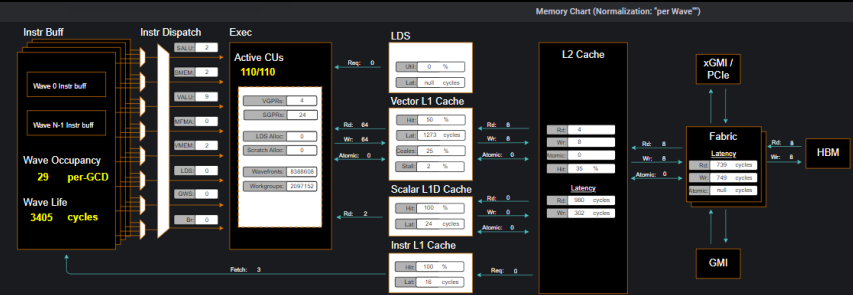 Memory Chart (Normalization: "per Wave"")
Instr Buff
Instr Dispatch
Exec
LDS
L2 Cache
Wave 0 Instr buff
Wave N-1 Instr buff
Wave Occupancy
29 per-GCD
Wave Life
3405 cycles
SALU: 2
SMEM: 2
VALU: 9
MFMA: 0
VMEM: 2
LDS: 0
GWS: 0
Br: 0
Active CUs
110/110
VGPRs: 4
SGPRs: 24
LDS Alloc: 0
Scratch Alloc: 0
Wavefronts: 8388608
Workgroups: 2097152
Req: 0
Rd: 64
Wr: 64
Atomic: 0
Rd: 2
Fetch: 3
Util: 0 %
Lat: null cycles
Vector L1 Cache
Hit: 50 %
Lat: 1273 cycles
Coales: 25 %
Stall: 2 %
Scalar L1D Cache
Hit: 100 %
Lat: 24 cycles
Instr L1 Cache
Hit: 100 %
Lat: 16 cycles
Rd: 8
Wr: 8
Atomic: 0
Rd: 0
Wr: 0
Atomic: 0
Req: 0
Rd: 4
Wr: 8
Atomic: 0
Hit: 35 %
Latency
Rd: 980 cycles
Wr: 302 cycles
Rd: 8
Wr: 8
Atomic: 0
xGMI /
PCIe
Fabric
Latency
Rd: 739 cycles
Wr: 749 cycles
Atomic: null cycles
GMI
Rd: 8
Wr: 8
HBM